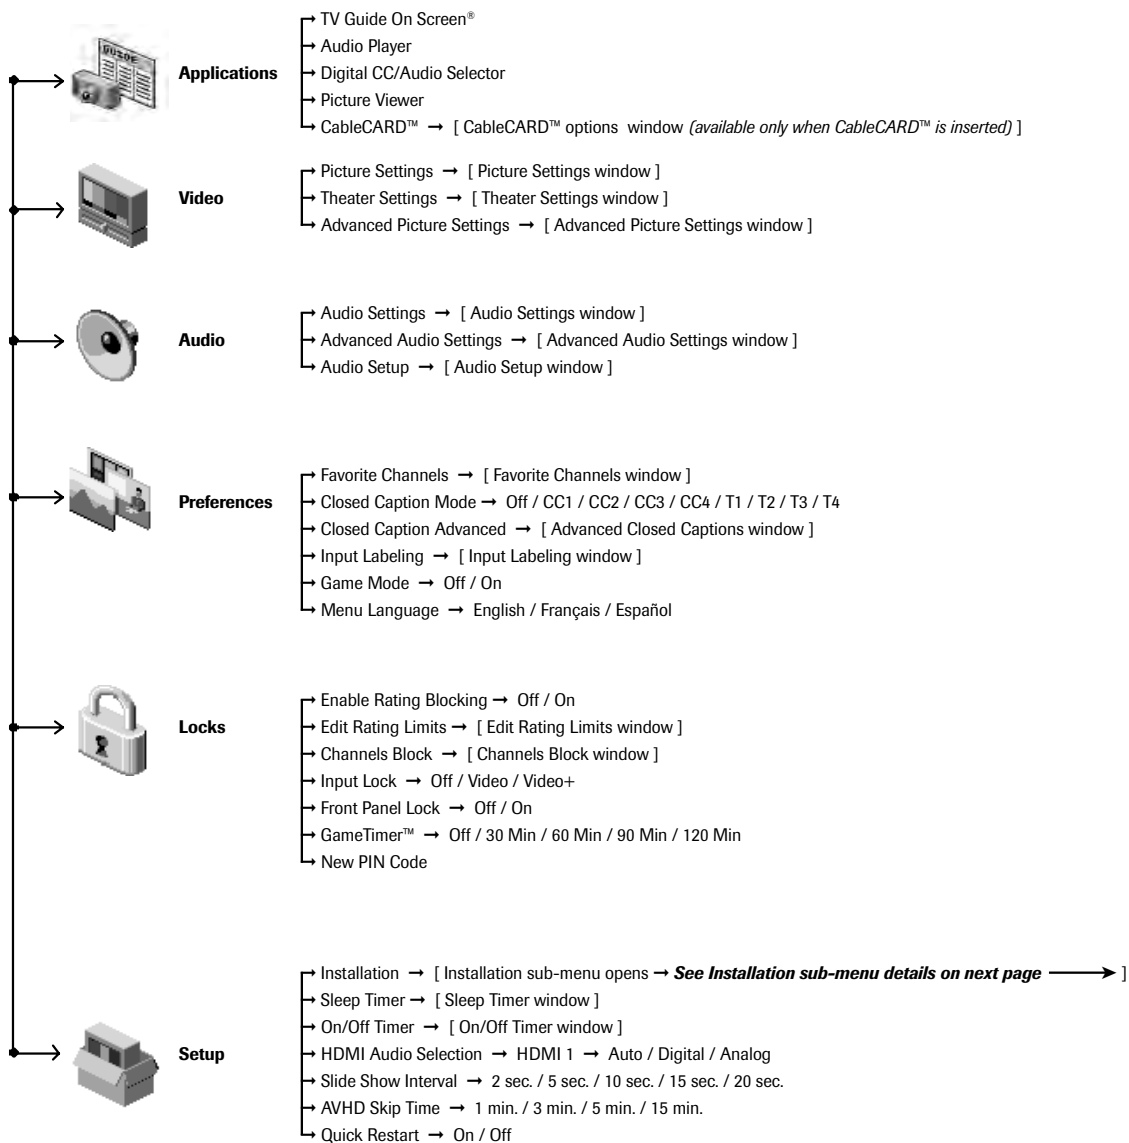 TV Guide On Screen®
Audio Player
Applications
Digital CC/Audio Selector
Picture Viewer
CableCARD™ → [ CableCARD™ options window (available only when CableCARD™ is inserted) ]
Picture Settings → [ Picture Settings window ]
Video
Theater Settings → [ Theater Settings window ]
Advanced Picture Settings → [ Advanced Picture Settings window ]
Audio Settings → [ Audio Settings window ]
Audio
Advanced Audio Settings → [ Advanced Audio Settings window ]
Audio Setup → [ Audio Setup window ]
Favorite Channels → [ Favorite Channels window ]
Preferences
Closed Caption Mode → Off / CC1 / CC2 / CC3 / CC4 / T1 / T2 / T3 / T4
Closed Caption Advanced → [ Advanced Closed Captions window ]
Input Labeling → [ Input Labeling window ]
Game Mode → Off / On
Menu Language → English / Français / Español
Enable Rating Blocking → Off / On
Locks
Edit Rating Limits → [ Edit Rating Limits window ]
Channels Block → [ Channels Block window ]
Input Lock → Off / Video / Video+
Front Panel Lock → Off / On
GameTimer™ → Off / 30 Min / 60 Min / 90 Min / 120 Min
New PIN Code
Installation → [ Installation sub-menu opens → See Installation sub-menu details on next page → ]
Sleep Timer → [ Sleep Timer window ]
On/Off Timer → [ On/Off Timer window ]
Setup
HDMI Audio Selection → HDMI 1 → Auto / Digital / Analog
Slide Show Interval → 2 sec. / 5 sec. / 10 sec. / 15 sec. / 20 sec.
AVHD Skip Time → 1 min. / 3 min. / 5 min. / 15 min.
Quick Restart → On / Off